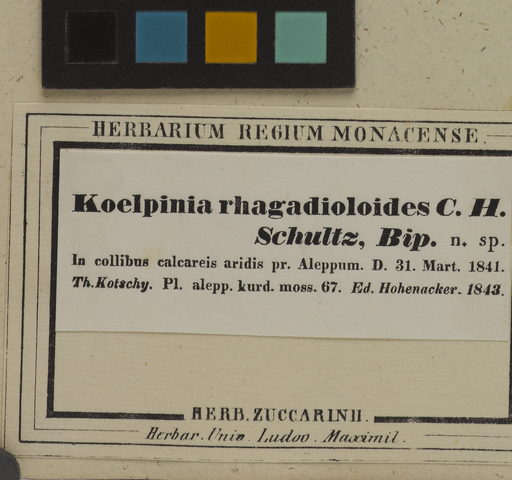 HERBARIUM REGIUM MONACENSE.
Koelpinia rhagadioloides C. H.
Schultz, Bip. n. sp.
In collibus calcareis aridis pr. Aleppum. D. 31. Mart. 1841.
Th. Kotschy. Pl. alepp. kurd. moss. 67. Ed. Hohenacker. 1843.
HERB. ZUCCARINII.
Herbar. Univ. Ludov. Maximil.